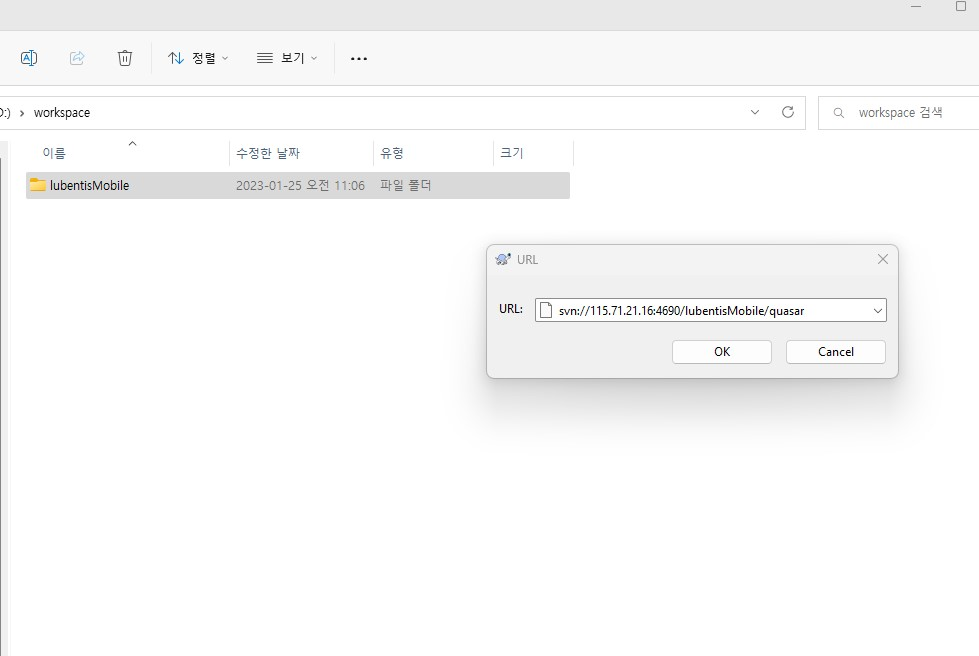 정렬 보기
workspace
workspace 검색
이름 수정한 날짜 유형 크기
lubentisMobile 2023-01-25 오전 11:06 파일 폴더
URL
URL: svn://115.71.21.16:4690/lubentisMobile/quasar
OK Cancel